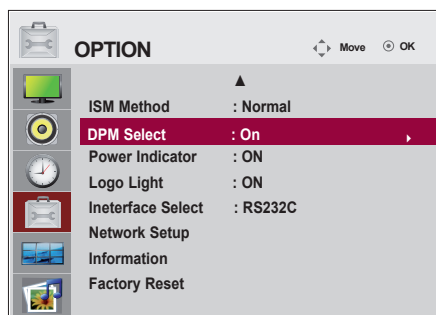 OPTION Move OK
▲
ISM Method : Normal
DPM Select : On
Power Indicator : ON
Logo Light : ON
Ineterface Select : RS232C
Network Setup
Information
Factory Reset